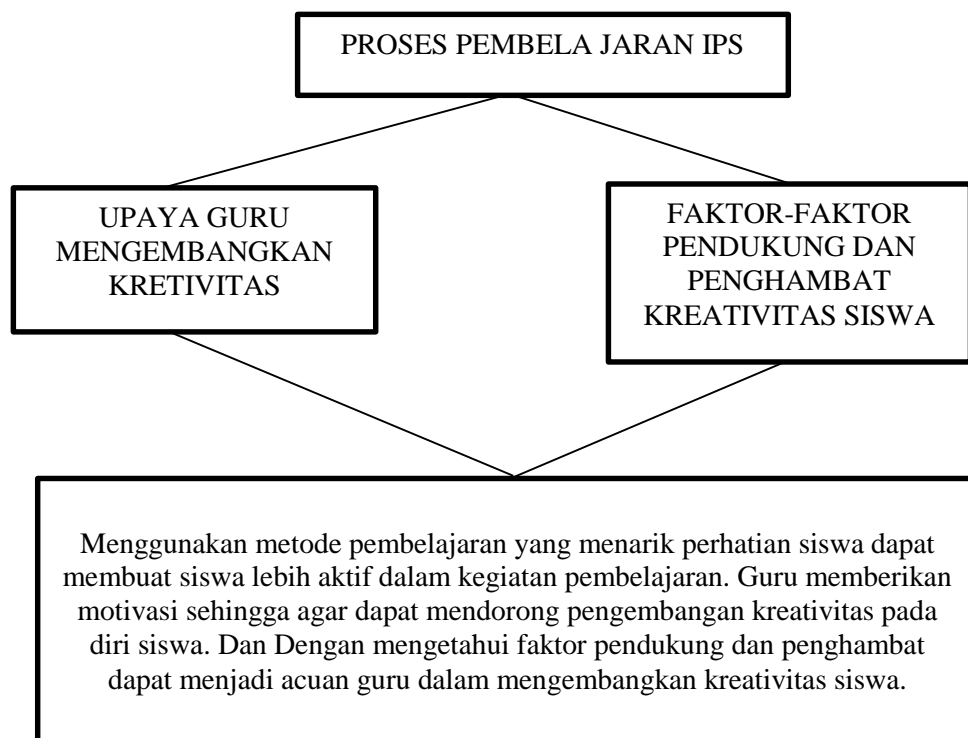 PROSES PEMBELA JARAN IPS
UPAYA GURU
MENGEMBANGKAN
KRETIVITAS
FAKTOR-FAKTOR
PENDUKUNG DAN
PENGHAMBAT
KREATIVITAS SISWA
Menggunakan metode pembelajaran yang menarik perhatian siswa dapat
membuat siswa lebih aktif dalam kegiatan pembelajaran. Guru memberikan
motivasi sehingga agar dapat mendorong pengembangan kreativitas pada
diri siswa. Dan Dengan mengetahui faktor pendukung dan penghambat
dapat menjadi acuan guru dalam mengembangkan kreativitas siswa.